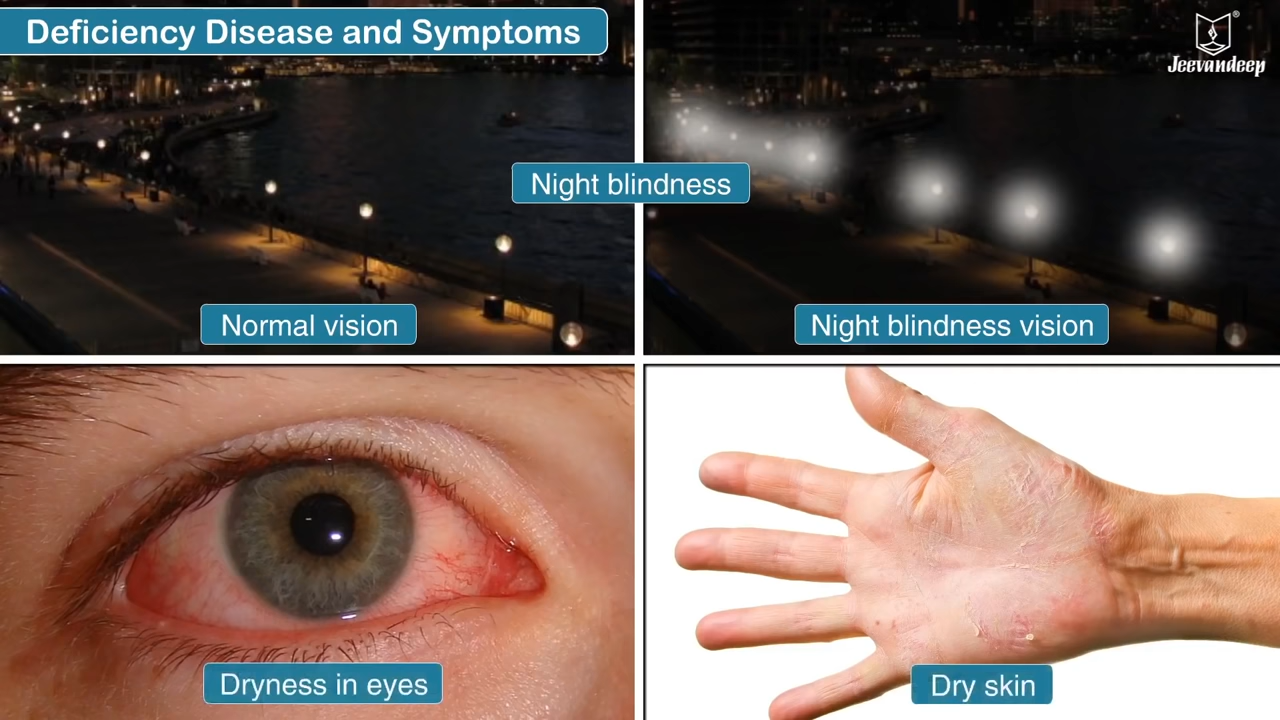 Deficiency Disease and Symptoms
Jeevandeep
Night blindness
Normal vision
Night blindness vision
Dryness in eyes
Dry skin